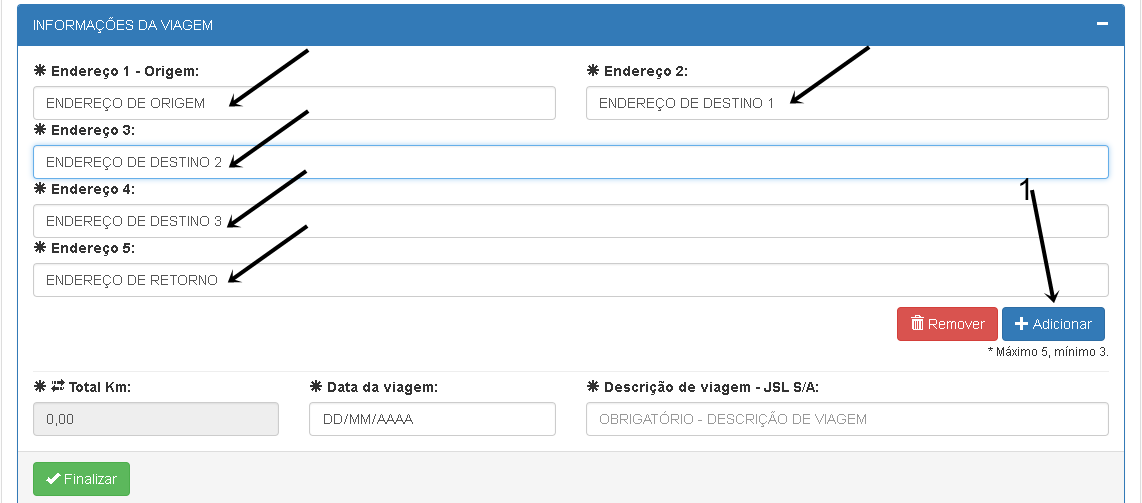 INFORMAÇÕES DA VIAGEM
✱ Endereço 1 - Origem:
ENDEREÇO DE ORIGEM
✱ Endereço 2:
ENDEREÇO DE DESTINO 1
✱ Endereço 3:
ENDEREÇO DE DESTINO 2
✱ Endereço 4:
ENDEREÇO DE DESTINO 3
1
✱ Endereço 5:
ENDEREÇO DE RETORNO
Remover
+ Adicionar
* Máximo 5, mínimo 3.
✱ Total Km:
0,00
✱ Data da viagem:
DD/MM/AAAA
✱ Descrição de viagem - JSL S/A:
OBRIGATÓRIO - DESCRIÇÃO DE VIAGEM
Finalizar